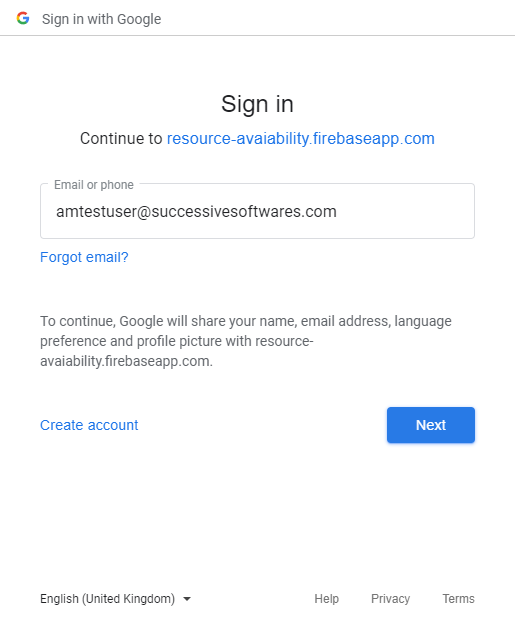 Sign in with Google
Sign in
Continue to resource-avaiability.firebaseapp.com
Email or phone
amtestuser@successivesoftwares.com
Forgot email?
To continue, Google will share your name, email address, language
preference and profile picture with resource-
avaiability.firebaseapp.com.
Create account
Next
English (United Kingdom)
Help Privacy Terms